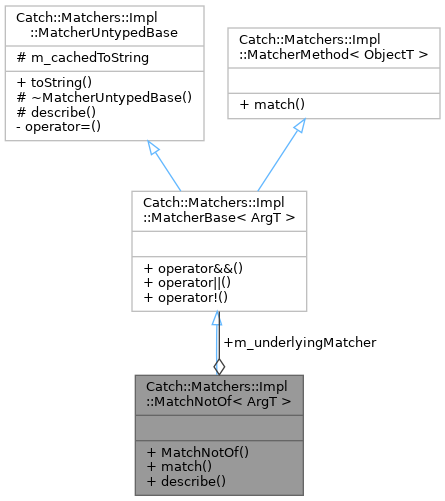 Catch::Matchers::Impl
::MatcherUntypedBase
# m_cachedToString
+ toString()
# ~MatcherUntypedBase()
# describe()
- operator=()
Catch::Matchers::Impl
::MatcherMethod< ObjectT >
+ match()
Catch::Matchers::Impl
::MatcherBase< ArgT >
+ operator&&()
+ operator||()
+ operator!()
+m_underlyingMatcher
Catch::Matchers::Impl
::MatchNotOf< ArgT >
+ MatchNotOf()
+ match()
+ describe()